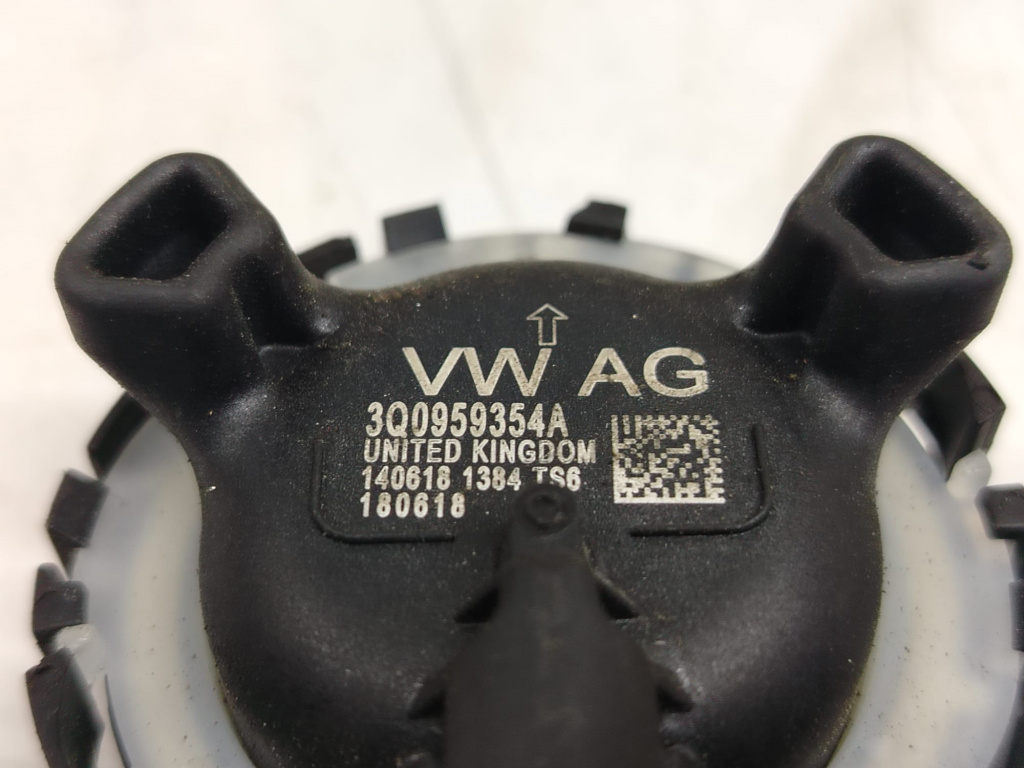 VW AG
3Q0959354A
UNITED KINGDOM
140618 1384 TS6
180618